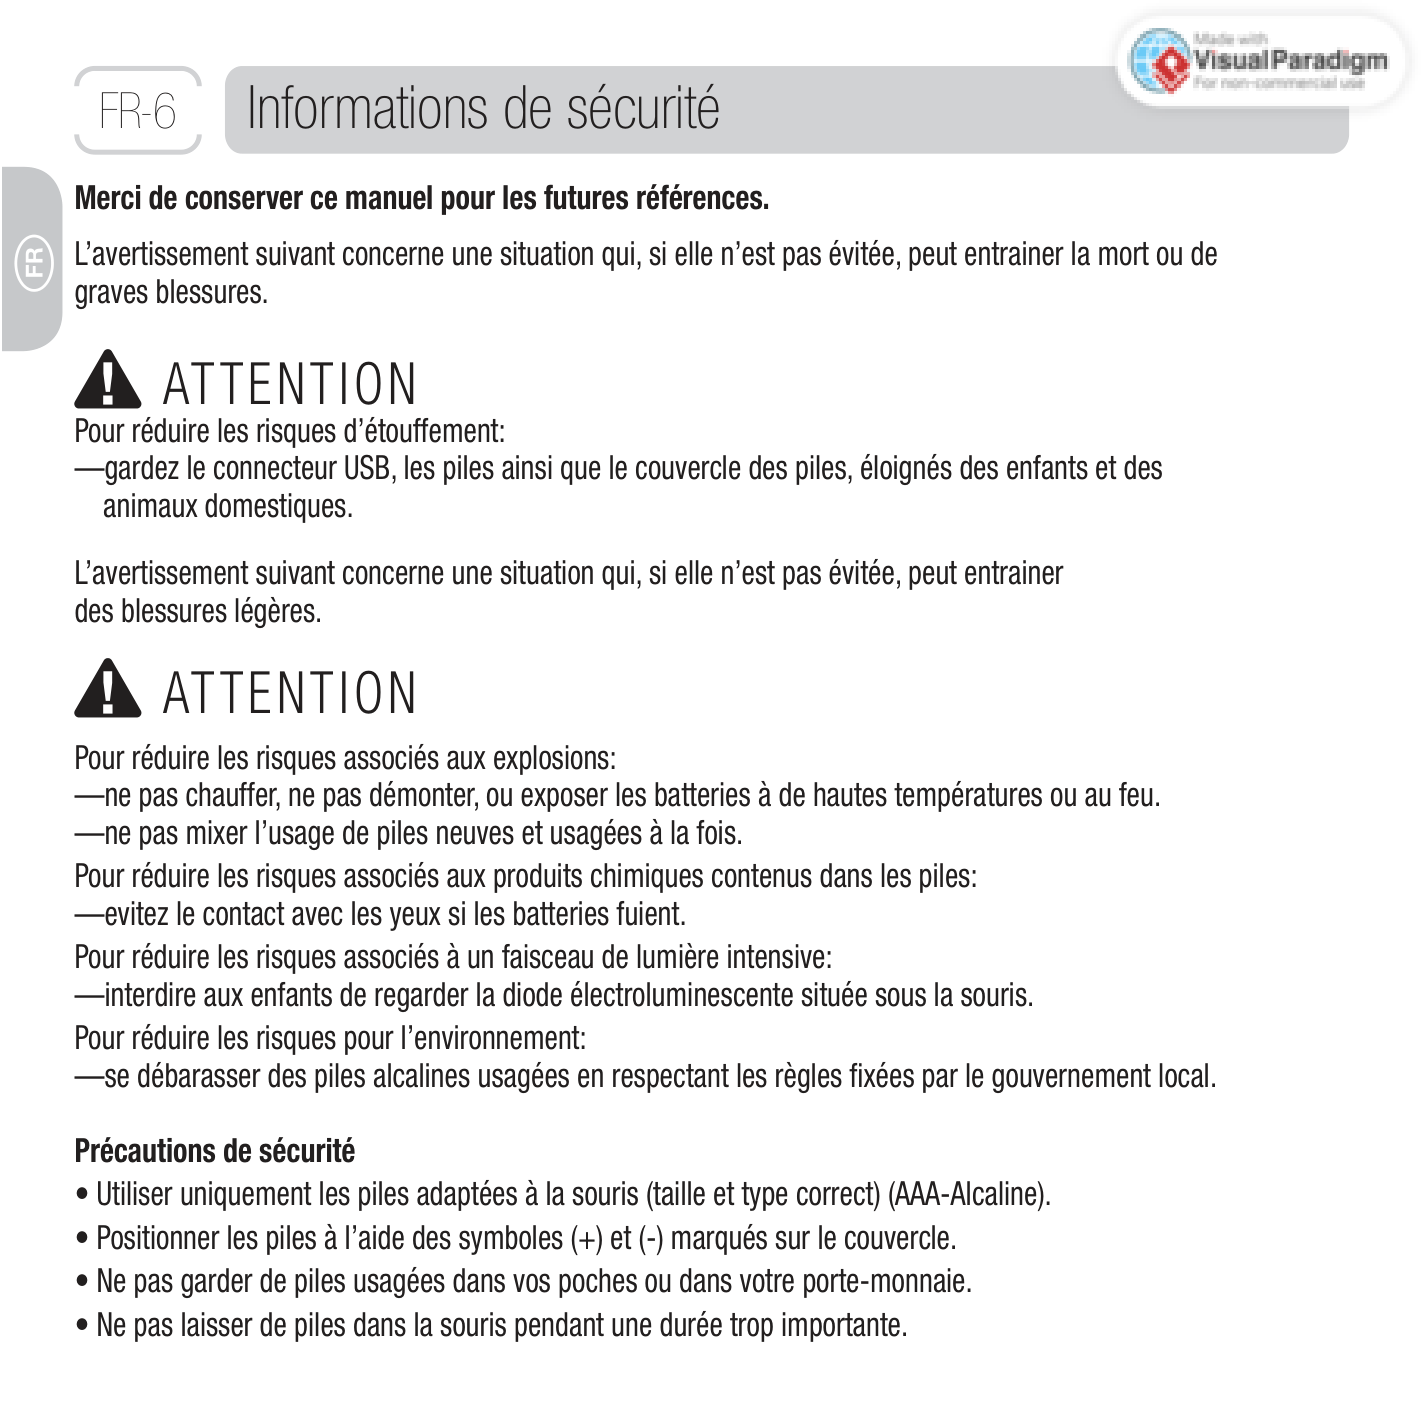 Made with
VisualParadigm
For non-commercial use
FR-6
Informations de sécurité
FR
Merci de conserver ce manuel pour les futures références.
L’avertissement suivant concerne une situation qui, si elle n’est pas évitée, peut entrainer la mort ou de
graves blessures.
ATTENTION
Pour réduire les risques d’étouffement:
—gardez le connecteur USB, les piles ainsi que le couvercle des piles, éloignés des enfants et des
animaux domestiques.
L’avertissement suivant concerne une situation qui, si elle n’est pas évitée, peut entrainer
des blessures légères.
ATTENTION
Pour réduire les risques associés aux explosions:
—ne pas chauffer, ne pas démonter, ou exposer les batteries à de hautes températures ou au feu.
—ne pas mixer l’usage de piles neuves et usagées à la fois.
Pour réduire les risques associés aux produits chimiques contenus dans les piles:
—evitez le contact avec les yeux si les batteries fuient.
Pour réduire les risques associés à un faisceau de lumière intensive:
—interdire aux enfants de regarder la diode électroluminescente située sous la souris.
Pour réduire les risques pour l’environnement:
—se débarasser des piles alcalines usagées en respectant les règles fixées par le gouvernement local.
Précautions de sécurité
• Utiliser uniquement les piles adaptées à la souris (taille et type correct) (AAA-Alcaline).
• Positionner les piles à l’aide des symboles (+) et (-) marqués sur le couvercle.
• Ne pas garder de piles usagées dans vos poches ou dans votre porte-monnaie.
• Ne pas laisser de piles dans la souris pendant une durée trop importante.